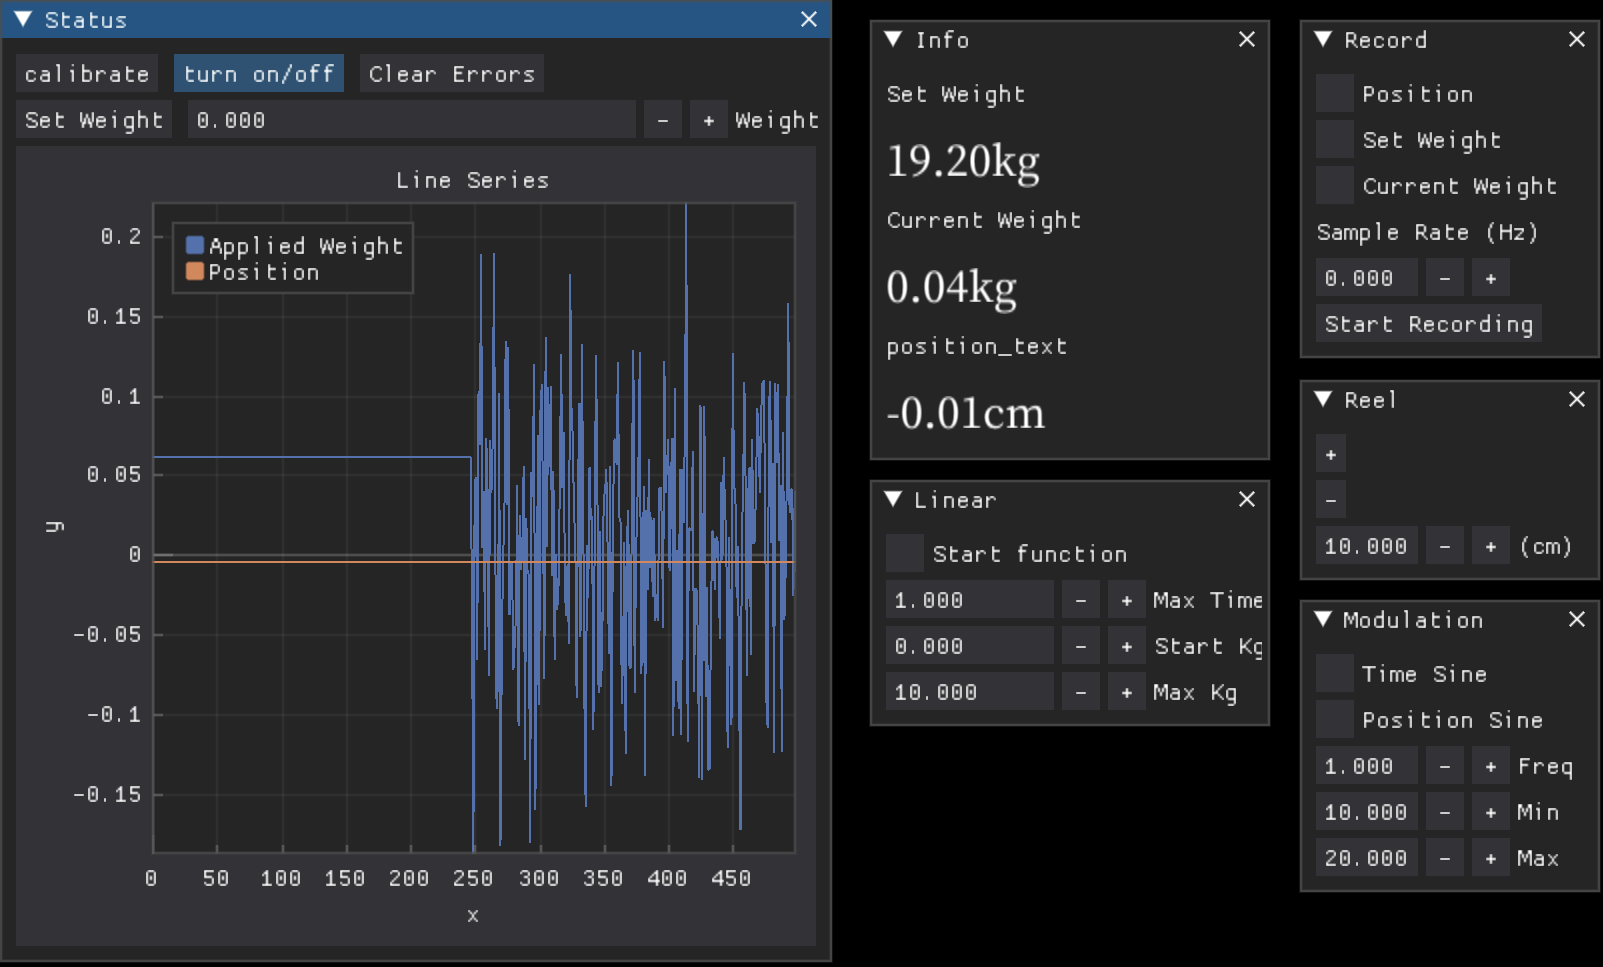 Status
calibrate turn on/off Clear Errors
Set Weight 0.000 - + Weight
Line Series
Applied Weight
Position
0.2
0.15
0.1
0.05
0
-0.05
-0.1
-0.15
y
0 50 100 150 200 250 300 350 400 450
x
Info
Set Weight
19.20kg
Current Weight
0.04kg
position_text
-0.01cm
Linear
Start function
1.000 - + Max Time
0.000 - + Start Kg
10.000 - + Max Kg
Record
Position
Set Weight
Current Weight
Sample Rate (Hz)
0.000 - +
Start Recording
Reel
+
-
10.000 - + (cm)
Modulation
Time Sine
Position Sine
1.000 - + Freq
10.000 - + Min
20.000 - + Max